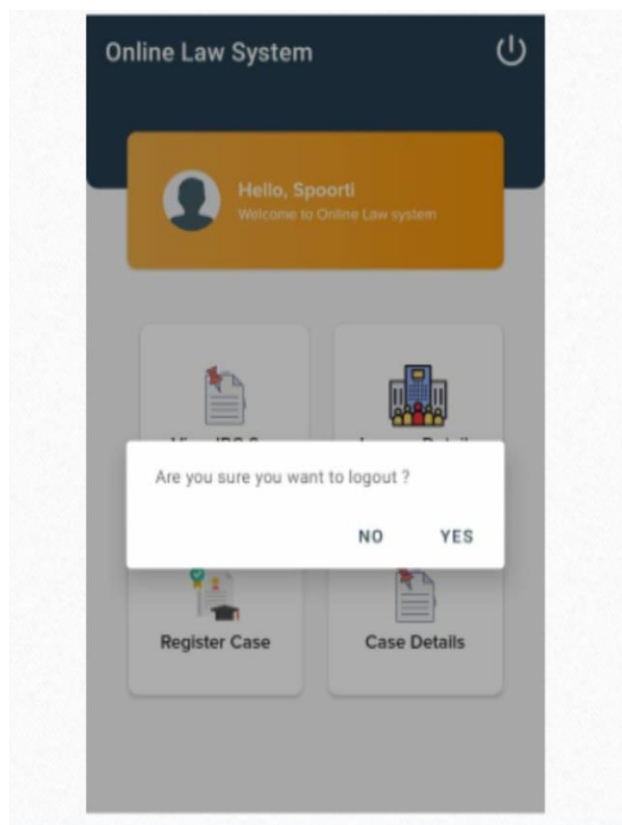 Online Law System
Hello, Spoorti
Welcome to Online Law system
Are you sure you want to logout ?
NO YES
Register Case Case Details